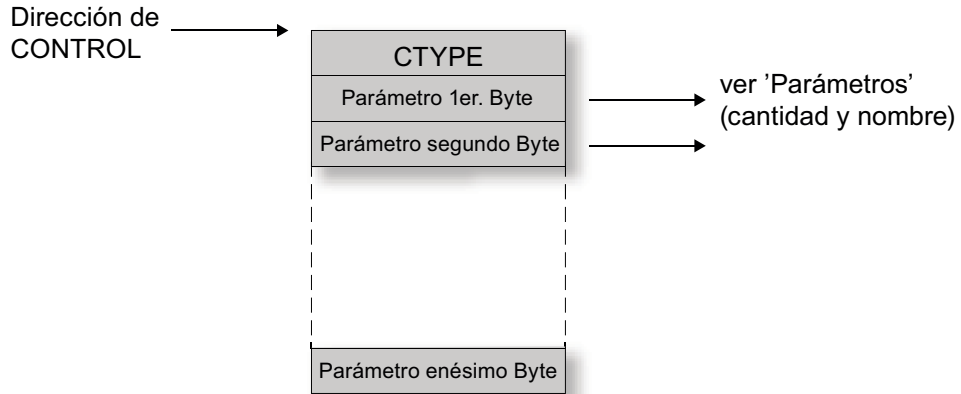 Dirección de
CONTROL
CTYPE
Parámetro 1er. Byte
Parámetro segundo Byte
ver ’Parámetros’
(cantidad y nombre)
Parámetro enésimo Byte